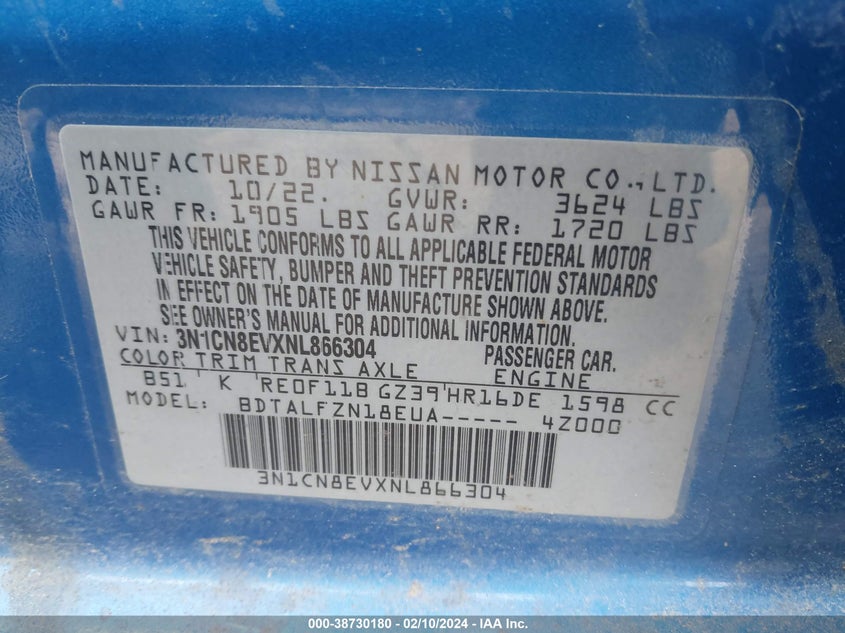 MANUFACTURED BY NISSAN MOTOR CO., LTD.
DATE: 10/22. GVWR: 3624 LBS
GAWR FR: 1905 LBS GAWR RR: 1720 LBS
THIS VEHICLE CONFORMS TO ALL APPLICABLE FEDERAL MOTOR
VEHICLE SAFETY, BUMPER AND THEFT PREVENTION STANDARDS
IN EFFECT ON THE DATE OF MANUFACTURE SHOWN ABOVE.
SEE OWNER'S MANUAL FOR ADDITIONAL INFORMATION.
VIN: 3N1CN8EVXNL866304 PASSENGER CAR.
COLOR TRIM TRANS AXLE ENGINE
B51 K RE0F11B GZ39 HR16DE 1598 CC
MODEL: BDTALFZN18EUA----- 4Z000
3N1CN8EVXNL866304
000-38730180 - 02/10/2024 - IAA Inc.